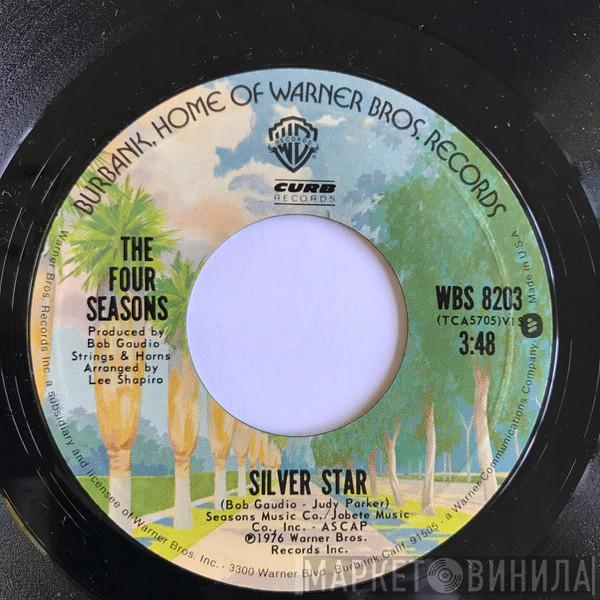 BURBANK, HOME OF WARNER BROS. RECORDS
WB
RECORDS
CURB
RECORDS
THE
FOUR
SEASONS
Produced by
Bob Gaudio
Strings & Horns
Arranged by
Lee Shapiro
WBS 8203
(TCA5705)V1S
3:48
SILVER STAR
(Bob Gaudio - Judy Parker)
Seasons Music Co./Jobete Music
Co., Inc. - ASCAP
℗1976 Warner Bros.
Records Inc.
Warner Bros. Records Inc. a subsidiary and licensee of Warner Bros. Inc. - 3300 Warner Blvd., Burbank, Calif. 91505 - a Warner Communications Company. Made in U.S.A.
МАРКЕТ ВИНИЛА